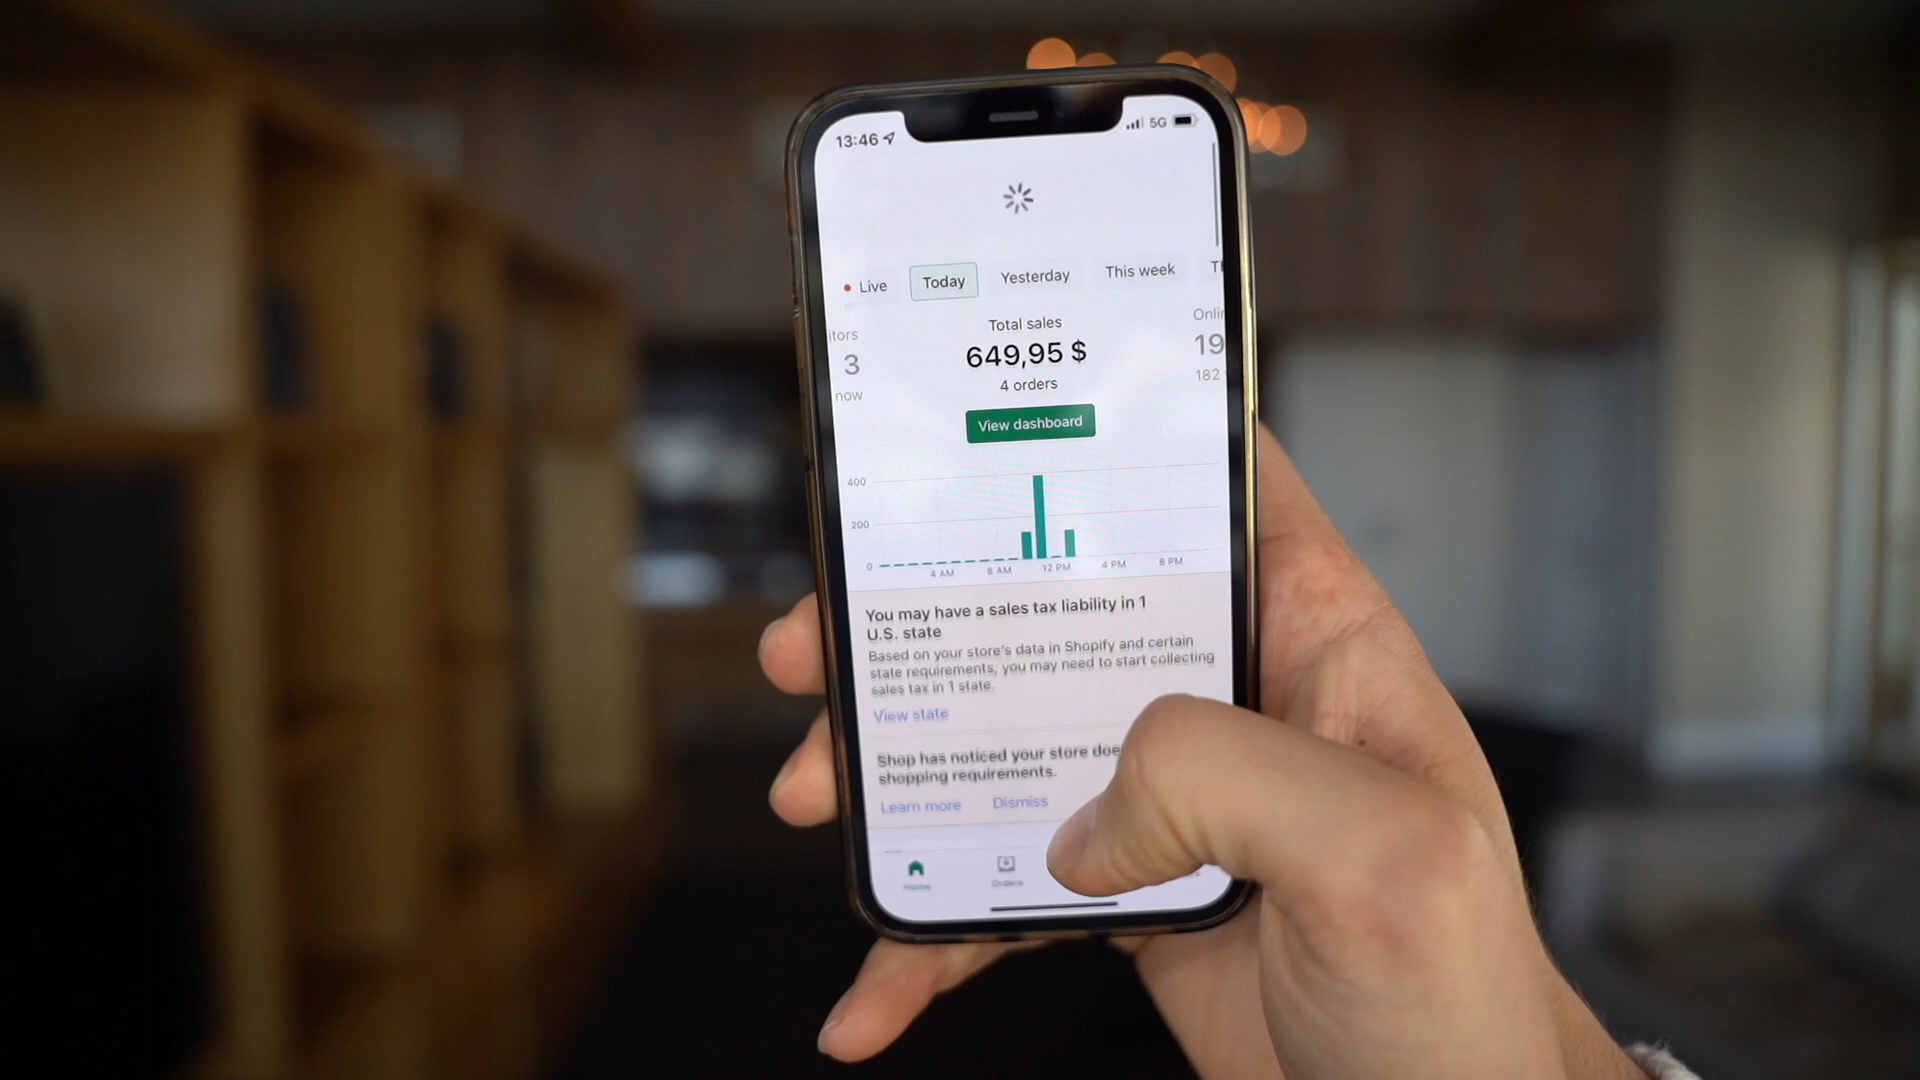 13:46
5G
Live
Today
Yesterday
This week
Total sales
649,95 $
4 orders
3
now
19
182
View dashboard
400
200
0
4 AM
8 AM
12 PM
4 PM
8 PM
You may have a sales tax liability in 1
U.S. state
Based on your store's data in Shopify and certain
state requirements, you may need to start collecting
sales tax in 1 state.
View state
Shop has noticed your store
shopping requirements.
Learn more
Dismiss
Home
Orders